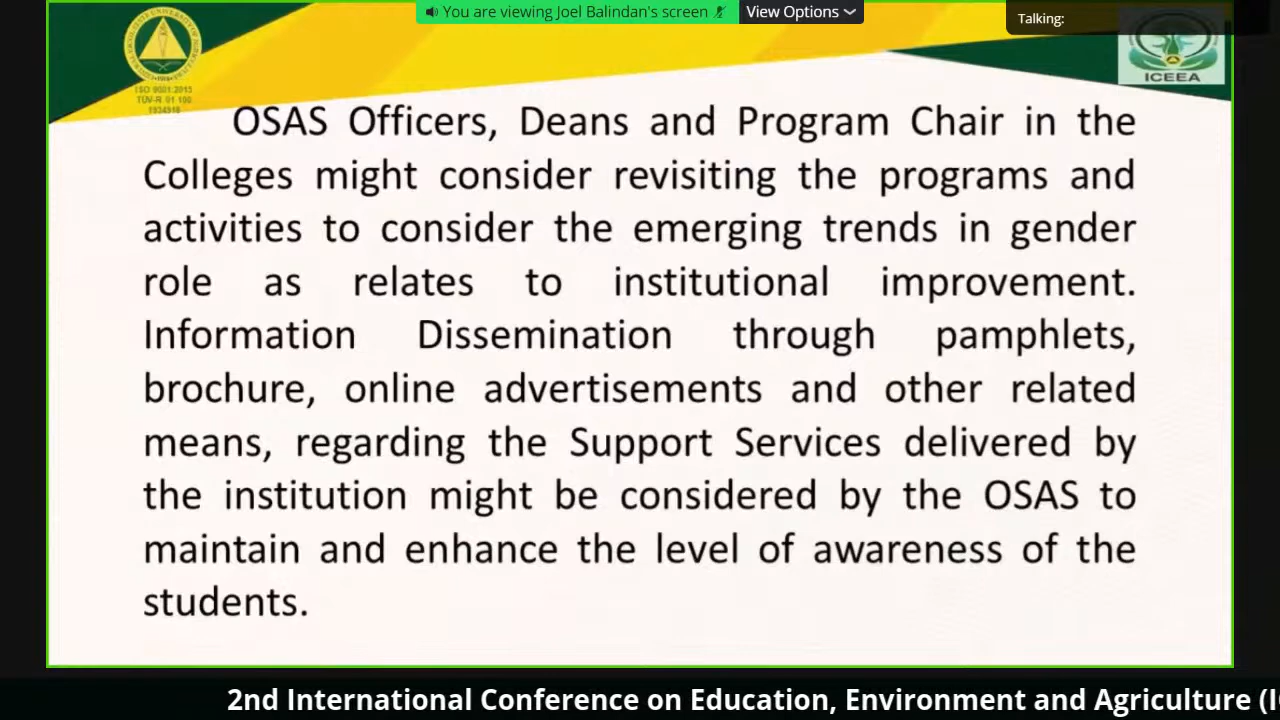 You are viewing Joel Balindan's screen
View Options
Talking:
ISO 9001:2015
TÜV-R 01 100
1934918
ICEEA
OSAS Officers, Deans and Program Chair in the
Colleges might consider revisiting the programs and
activities to consider the emerging trends in gender
role as relates to institutional improvement.
Information Dissemination through pamphlets,
brochure, online advertisements and other related
means, regarding the Support Services delivered by
the institution might be considered by the OSAS to
maintain and enhance the level of awareness of the
students.
2nd International Conference on Education, Environment and Agriculture (I